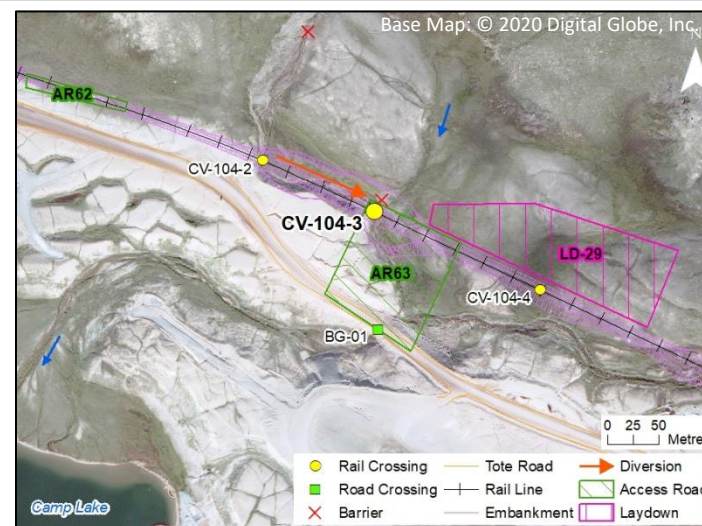 Base Map: © 2020 Digital Globe, Inc.
N
AR62
CV-104-2
CV-104-3
LD-29
AR63
CV-104-4
BG-01
0 25 50
Metre
Rail Crossing
Tote Road
Diversion
Road Crossing
Rail Line
Access Road
Barrier
Embankment
Laydown
Camp Lake